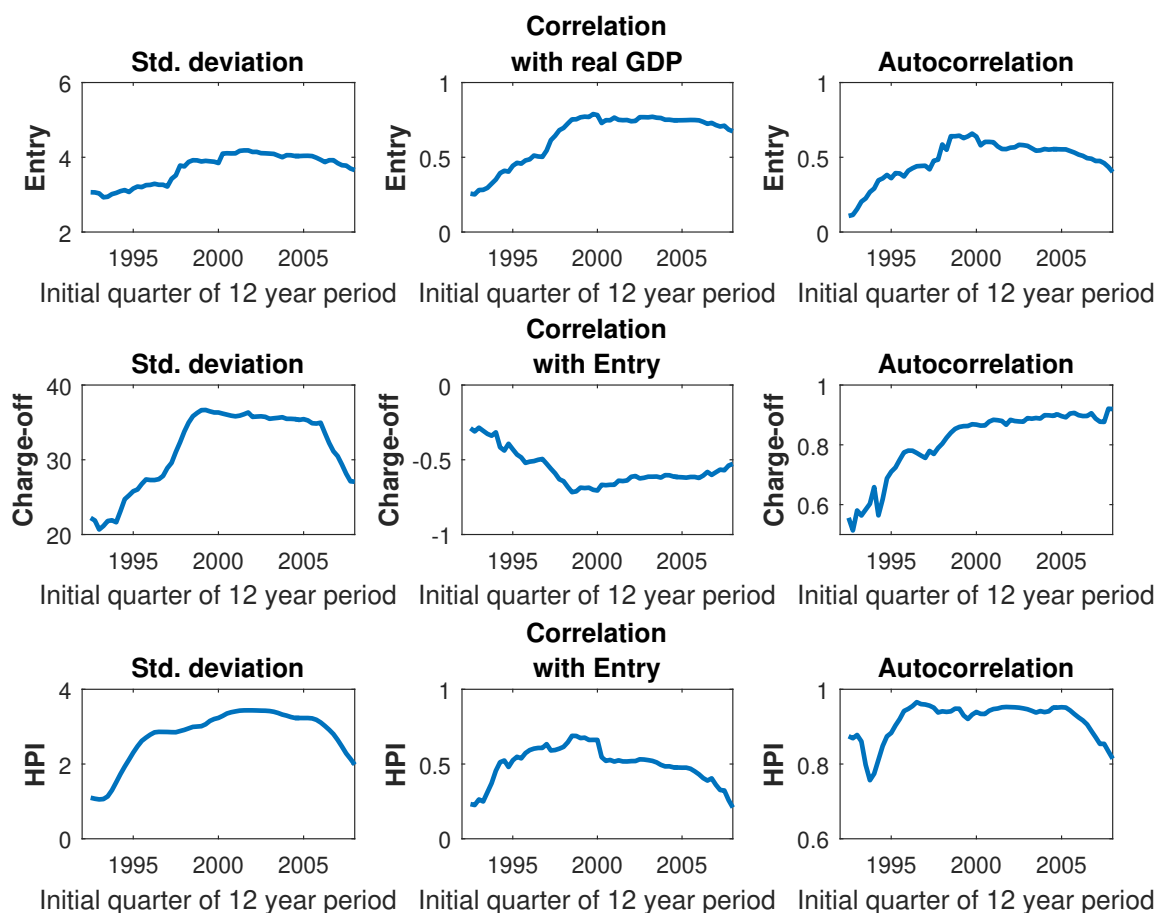 Std. deviation
Correlation
with real GDP
Autocorrelation
Entry
6
4
2
1995
2000
2005
Initial quarter of 12 year period
Entry
1
0.5
0
1995
2000
2005
Initial quarter of 12 year period
Entry
1
0.5
0
1995
2000
2005
Initial quarter of 12 year period
Std. deviation
Correlation
with Entry
Autocorrelation
Charge-off
40
30
20
1995
2000
2005
Initial quarter of 12 year period
Charge-off
0
-0.5
-1
1995
2000
2005
Initial quarter of 12 year period
Charge-off
1
0.8
0.6
1995
2000
2005
Initial quarter of 12 year period
Std. deviation
Correlation
with Entry
Autocorrelation
HPI
4
2
0
1995
2000
2005
Initial quarter of 12 year period
HPI
1
0.5
0
1995
2000
2005
Initial quarter of 12 year period
HPI
1
0.8
0.6
1995
2000
2005
Initial quarter of 12 year period